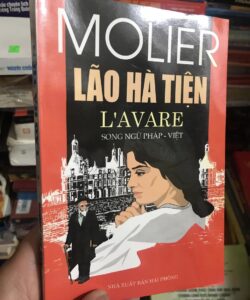 MOLIER
LÃO HÀ TIỆN
L'AVARE
SONG NGỮ PHÁP - VIỆT
NHÀ XUẤT BẢN HẢI PHÒNG